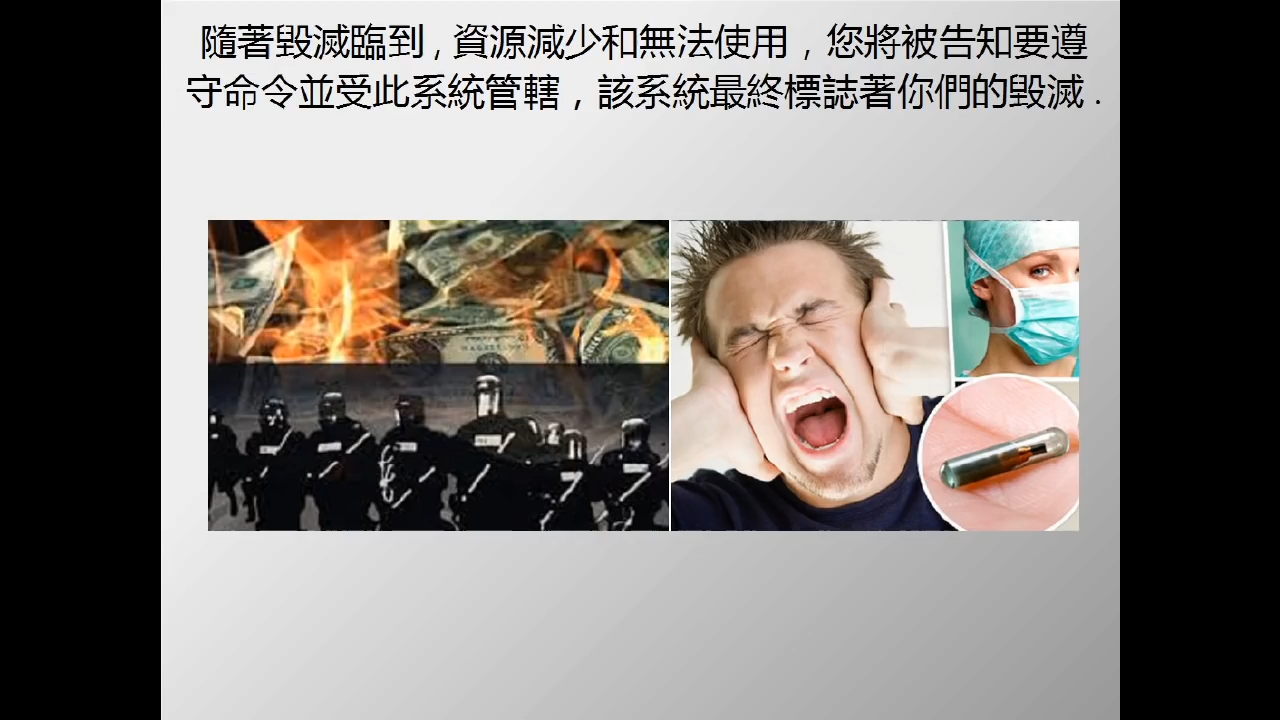 隨著毀滅臨到 , 資源減少和無法使用，您將被告知要遵
守命令並受此系統管轄，該系統最終標誌著你們的毀滅 .